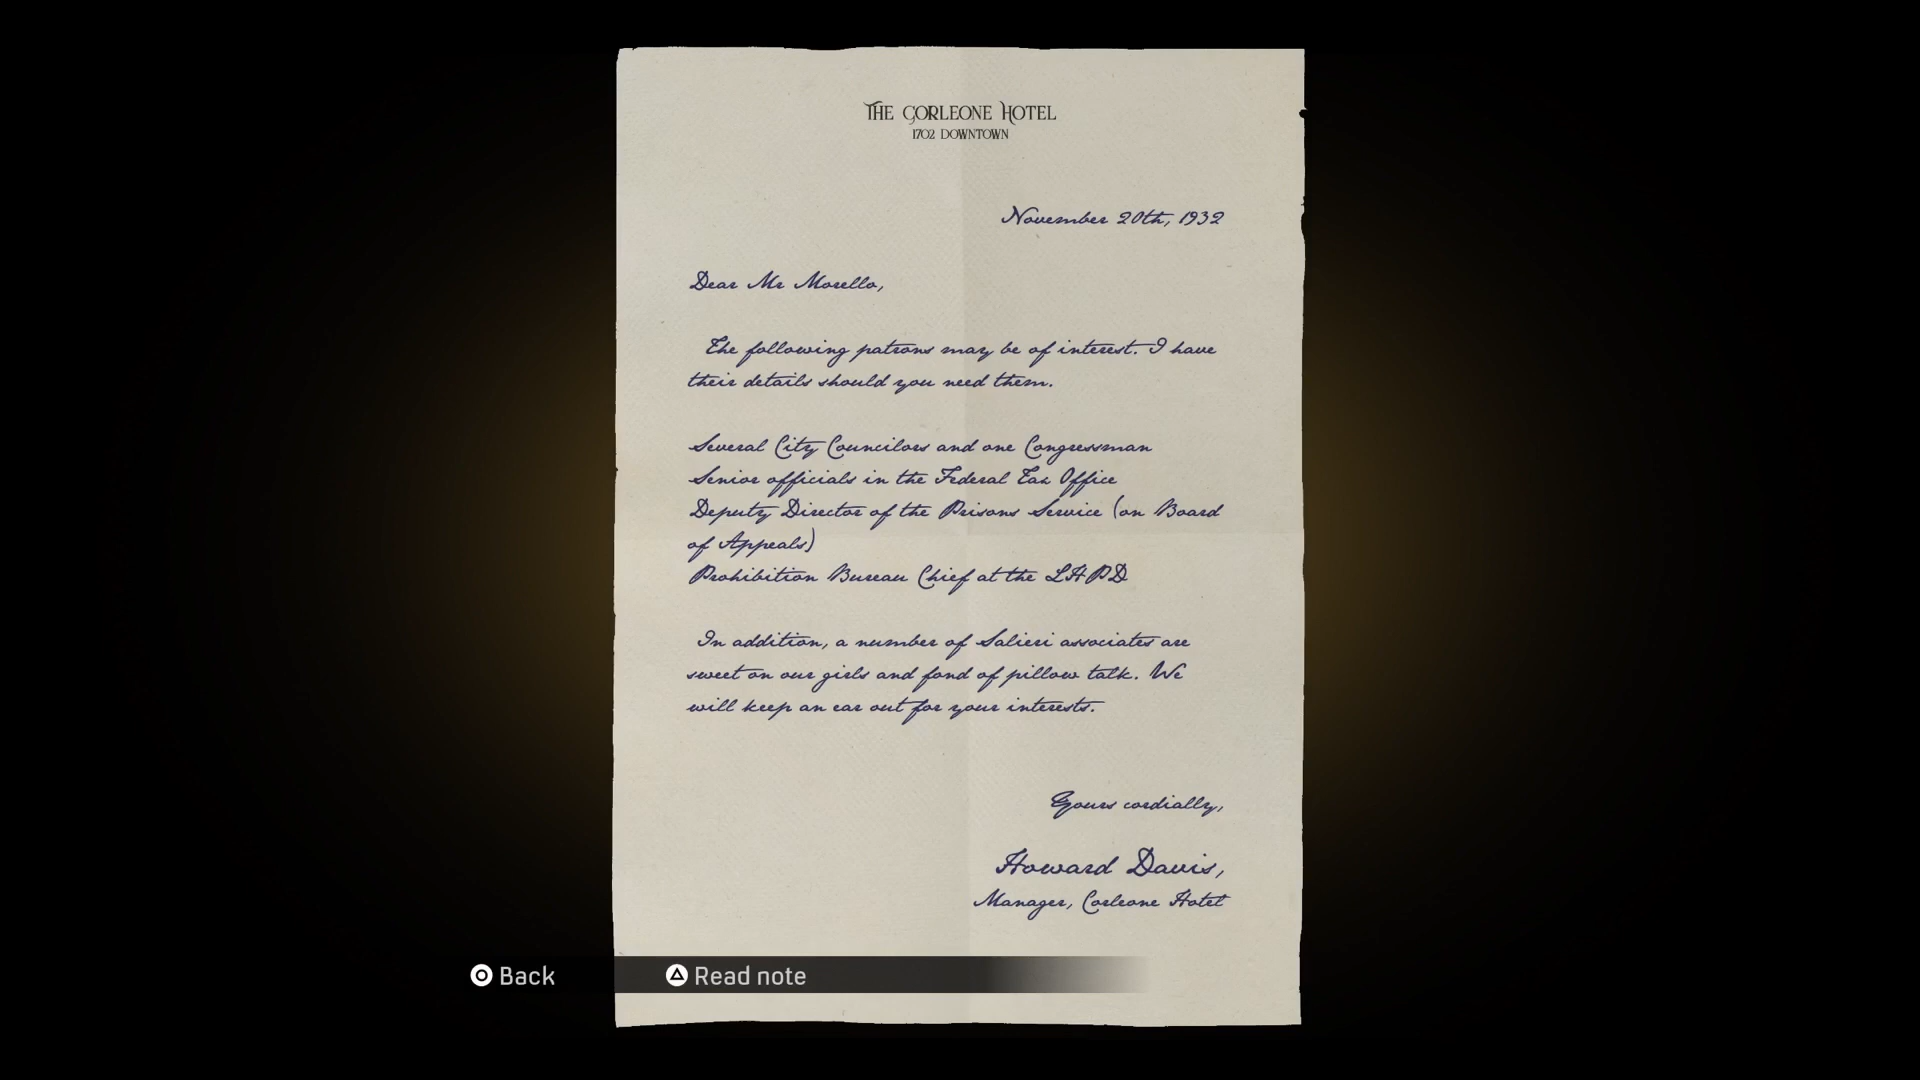 THE CORLEONE HOTEL
1702 DOWNTOWN
November 20th, 1932
Dear Mr Morello,
The following patrons may be of interest. I have
their details should you need them.
Several City Councilors and one Congressman
Senior officials in the Federal Tax Office
Deputy Director of the Prisons Service (on Board
of Appeals)
Prohibition Bureau Chief at the LHPD
In addition, a number of Salieri associates are
sweet on our girls and fond of pillow talk. We
will keep an ear out for your interests.
Yours cordially,
Howard Davis,
Manager, Corleone Hotel
Back
Read note